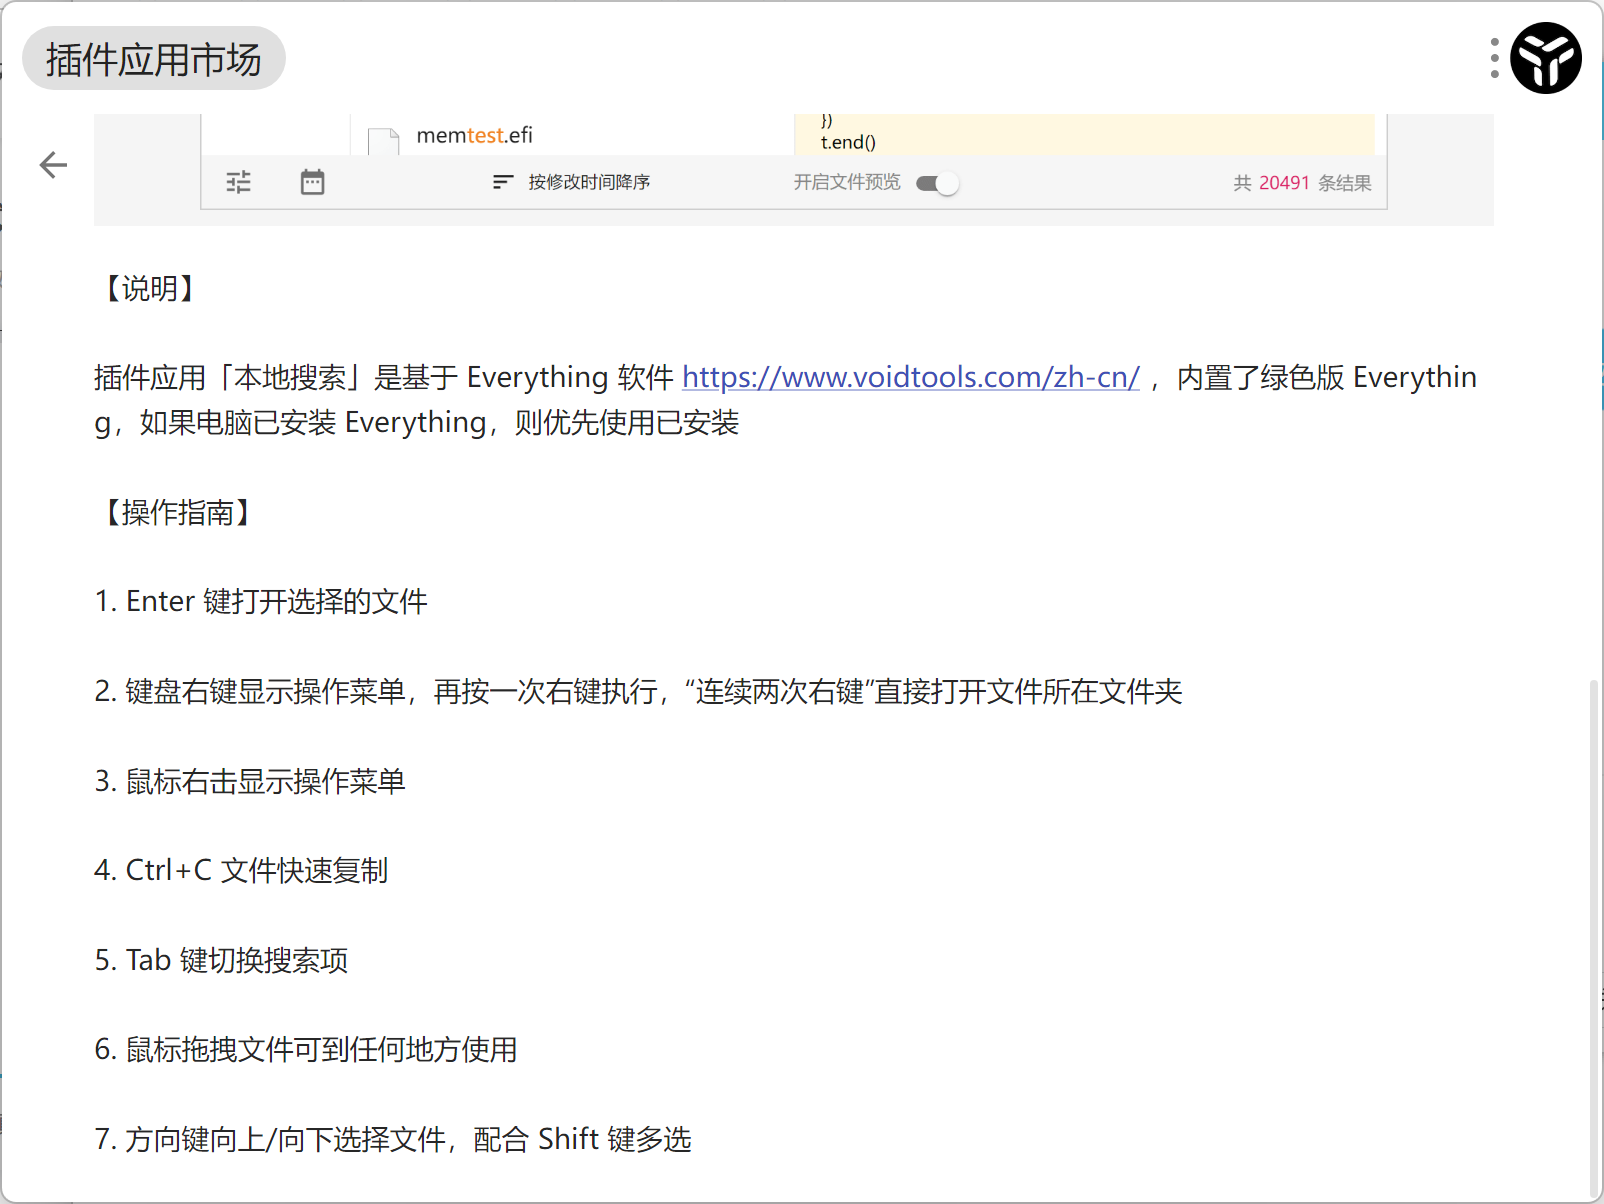 插件应用市场
})
memtest.efi
t.end()
按修改时间降序
开启文件预览
共 20491 条结果
【说明】
插件应用「本地搜索」是基于 Everything 软件 https://www.voidtools.com/zh-cn/ ，内置了绿色版 Everythin
g，如果电脑已安装 Everything，则优先使用已安装
【操作指南】
1. Enter 键打开选择的文件
2. 键盘右键显示操作菜单，再按一次右键执行，“连续两次右键”直接打开文件所在文件夹
3. 鼠标右击显示操作菜单
4. Ctrl+C 文件快速复制
5. Tab 键切换搜索项
6. 鼠标拖拽文件可到任何地方使用
7. 方向键向上/向下选择文件，配合 Shift 键多选